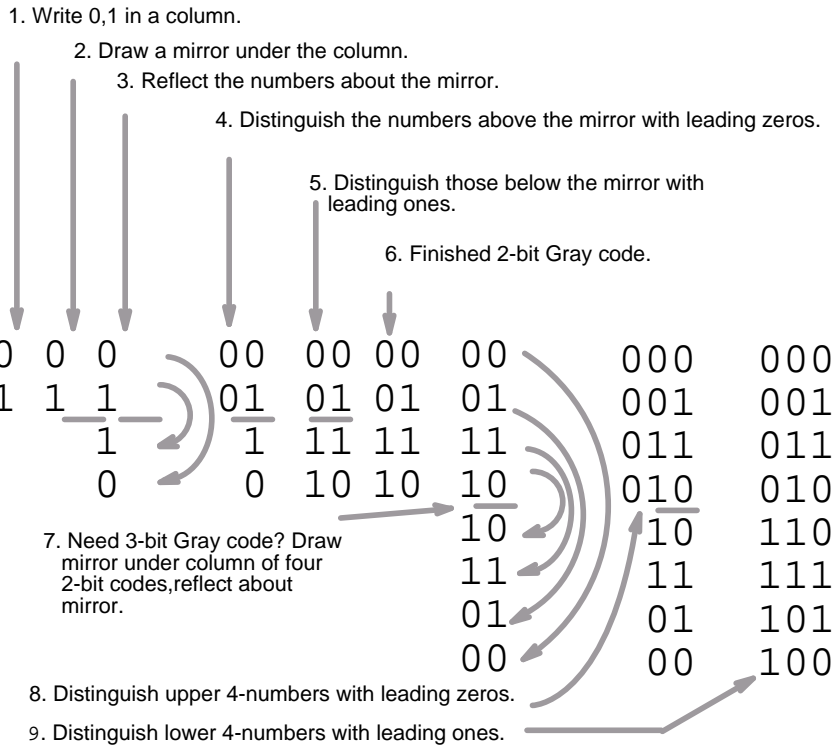 1. Write 0,1 in a column.
2. Draw a mirror under the column.
3. Reflect the numbers about the mirror.
4. Distinguish the numbers above the mirror with leading zeros.
5. Distinguish those below the mirror with
leading ones.
6. Finished 2-bit Gray code.
0 0 0 00 00 00 00 000 000
1 1 1 01 01 01 01 001 001
1 1 11 11 11 011 011
0 0 10 10 10 010 010
10 10 110
11 11 111
01 01 101
00 00 100
7. Need 3-bit Gray code? Draw
mirror under column of four
2-bit codes,reflect about
mirror.
8. Distinguish upper 4-numbers with leading zeros.
9. Distinguish lower 4-numbers with leading ones.